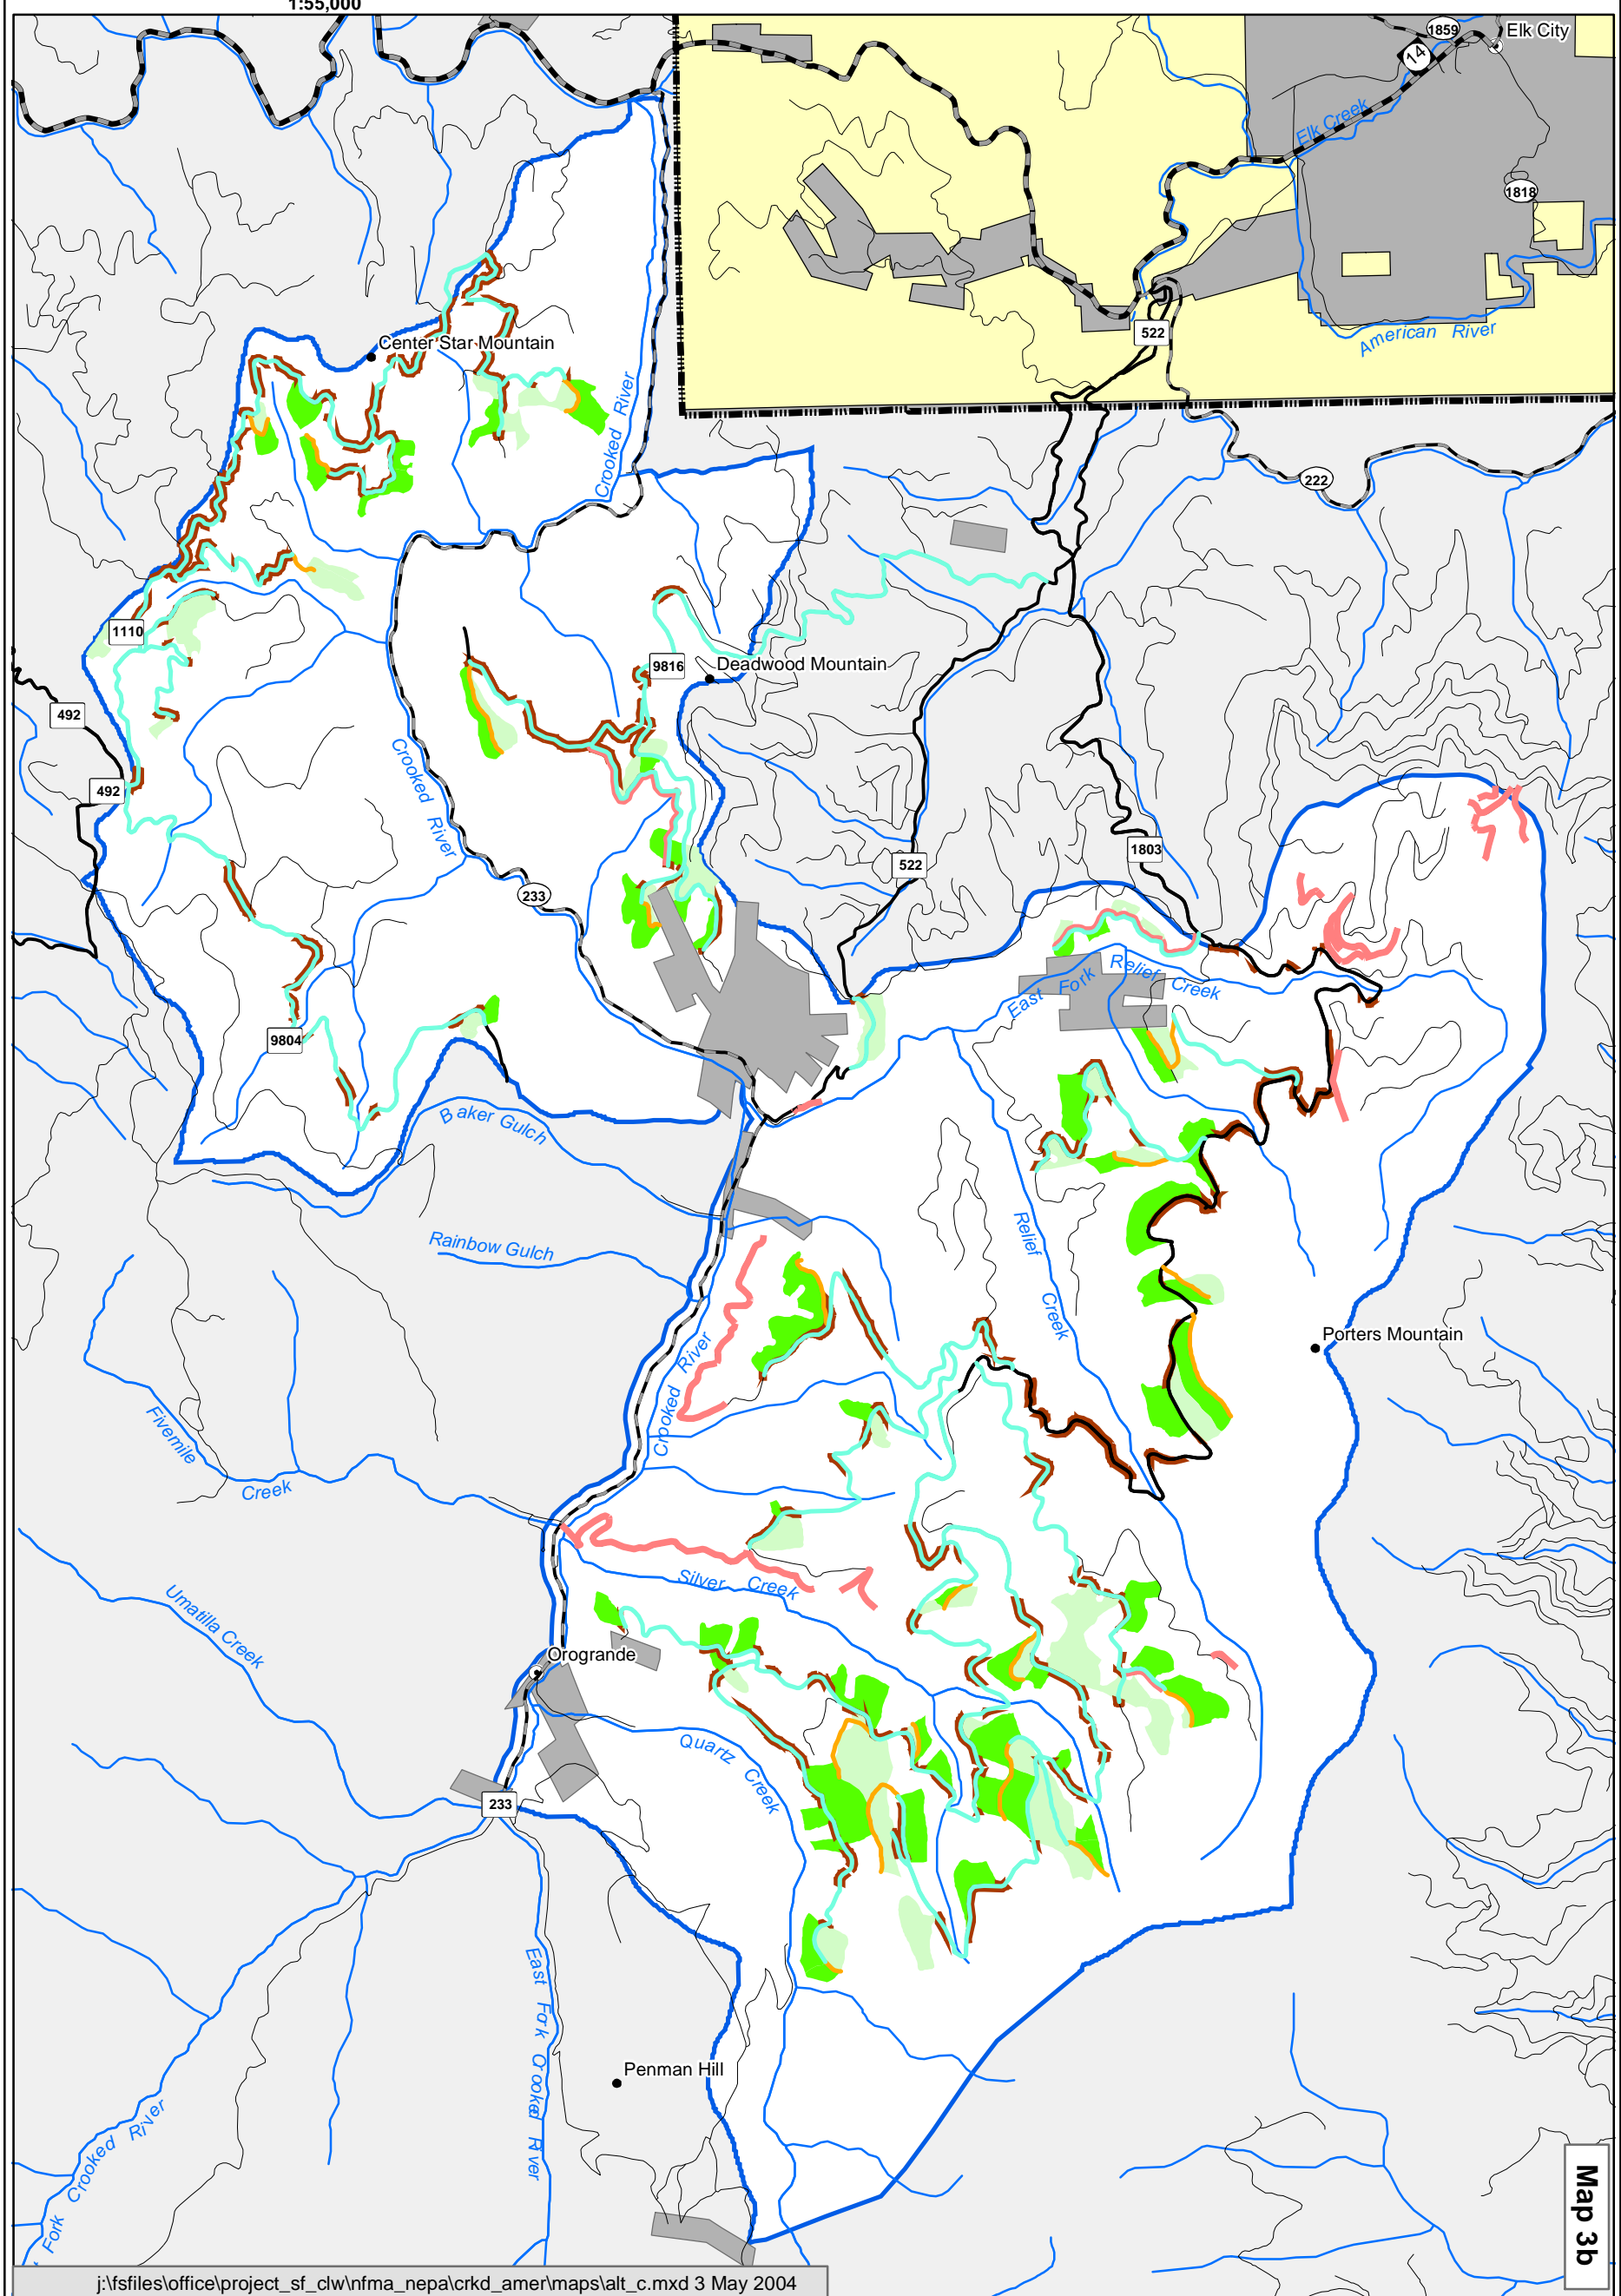 1:55,000
Elk City
1859
14
Elk Creek
1818
522
American River
Center Star Mountain
Crooked River
222
1110
9816
Deadwood Mountain
492
Crooked River
492
1803
522
233
East Fork Relief Creek
9804
Baker Gulch
Relief Creek
Rainbow Gulch
Porters Mountain
Crooked River
Fivemile Creek
Silver Creek
Umatilla Creek
Orogrande
Quartz Creek
233
East Fork Crooked River
Penman Hill
Fork Crooked River
Map 3b
j:\fsfiles\office\project_sf_clw\nfma_nepa\crkd_amer\maps\alt_c.mxd 3 May 2004